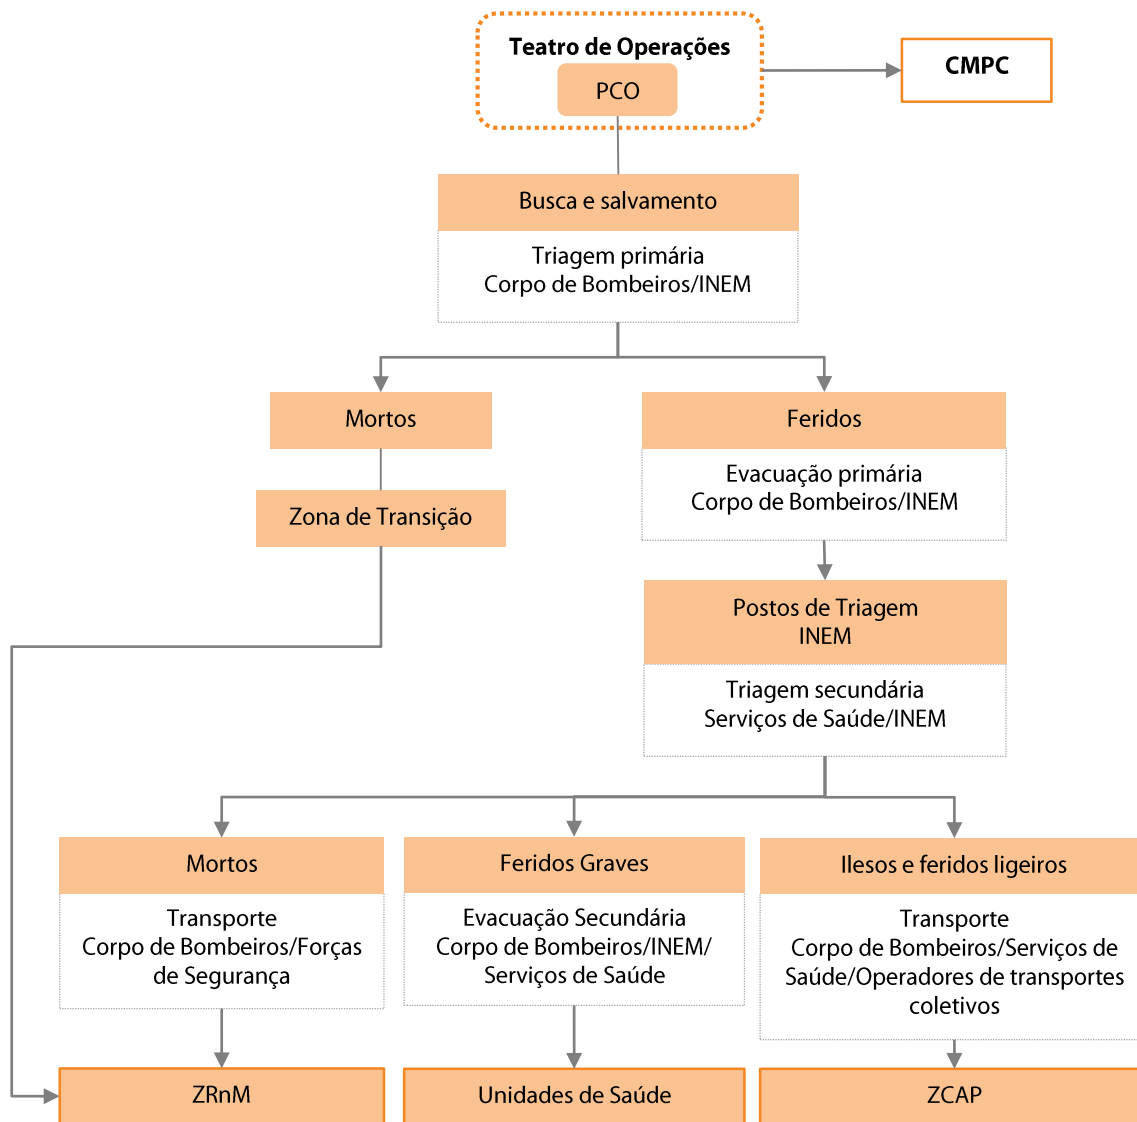 Teatro de Operações
PCO
CMPC
Busca e salvamento
Triagem primária
Corpo de Bombeiros/INEM
Mortos
Zona de Transição
Feridos
Evacuação primária
Corpo de Bombeiros/INEM
Postos de Triagem
INEM
Triagem secundária
Serviços de Saúde/INEM
Mortos
Transporte
Corpo de Bombeiros/Forças
de Segurança
Feridos Graves
Evacuação Secundária
Corpo de Bombeiros/INEM/
Serviços de Saúde
Ilesos e feridos ligeiros
Transporte
Corpo de Bombeiros/Serviços de
Saúde/Operadores de transportes
coletivos
ZRnM
Unidades de Saúde
ZCAP